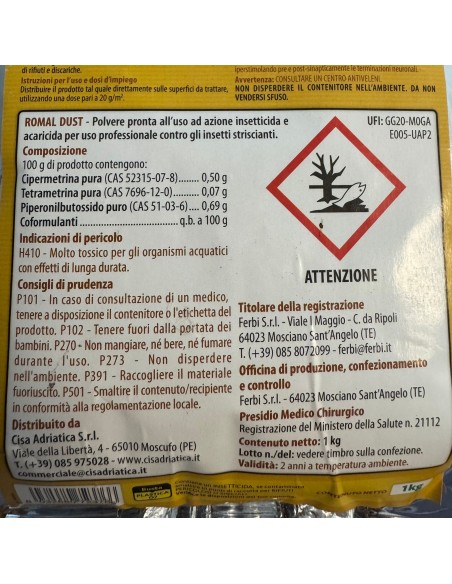 di rifiuti e discariche.
Istruzioni per l'uso e dosi d'impiego
Distribuire il prodotto tal quale direttamente sulle superfici da trattare,
utilizzando una dose pari a 20 g/m².
iperstimolando pre e post-sinapticamente le terminazioni neuronali.
Avvertenza: CONSULTARE UN CENTRO ANTIVELENI.
NON DISPERDERE IL CONTENITORE NELL'AMBIENTE. DA NON
VENDERSI SFUSO.
ROMAL DUST - Polvere pronta all'uso ad azione insetticida e
acaricida per uso professionale contro gli insetti striscianti.
Composizione
100 g di prodotto contengono:
Cipermetrina pura (CAS 52315-07-8)........ 0,50 g
Tetrametrina pura (CAS 7696-12-0)........... 0,07 g
Piperonilbutossido puro (CAS 51-03-6).... 0,69 g
Coformulanti ................................ q.b. a 100 g
Indicazioni di pericolo
H410 - Molto tossico per gli organismi acquatici
con effetti di lunga durata.
Consigli di prudenza
P101 - In caso di consultazione di un medico,
tenere a disposizione il contenitore o l'etichetta del
prodotto. P102 - Tenere fuori dalla portata dei
bambini. P270 - Non mangiare, né bere, né fumare
durante l'uso. P273 - Non disperdere
nell'ambiente. P391 - Raccogliere il materiale
fuoriuscito. P501 - Smaltire il contenuto/recipiente
in conformità alla regolamentazione locale.
Distribuito da
Cisa Adriatica S.r.l.
Viale della Libertà, 4 - 65010 Moscufo (PE)
T. (+39) 085 975028 - www.cisadriatica.it
commerciale@cisadriatica.it
UFI: GG20-M0GA
E005-UAP2
ATTENZIONE
Titolare della registrazione
Ferbi S.r.l. - Viale I Maggio - C. da Ripoli
64023 Mosciano Sant'Angelo (TE)
T. (+39) 085 8072099 - ferbi@ferbi.it
Officina di produzione, confezionamento
e controllo
Ferbi S.r.l. - 64023 Mosciano Sant'Angelo (TE)
Presidio Medico Chirurgico
Registrazione del Ministero della Salute n. 21112
Contenuto netto: 1 kg
Lotto n./del: vedere timbro sulla confezione.
Validità: 2 anni a temperatura ambiente.
Busta
PLASTICA
CONTENUTO NETTO
1kg